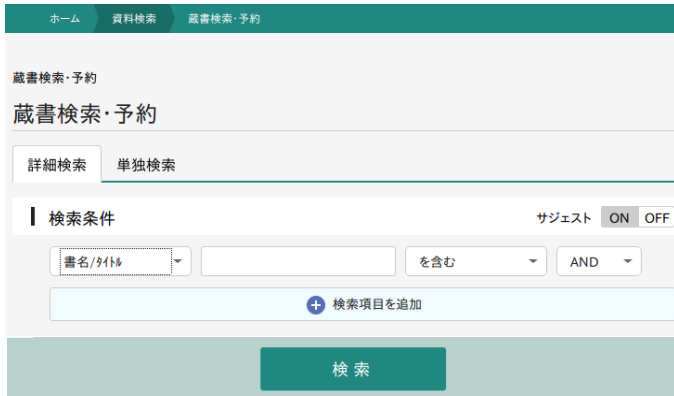 ホーム 資料検索 蔵書検索・予約
蔵書検索・予約
蔵書検索・予約
詳細検索 単独検索
検索条件 サジェスト ON OFF
書名/ﾀｲﾄﾙ を含む AND
検索項目を追加
検索